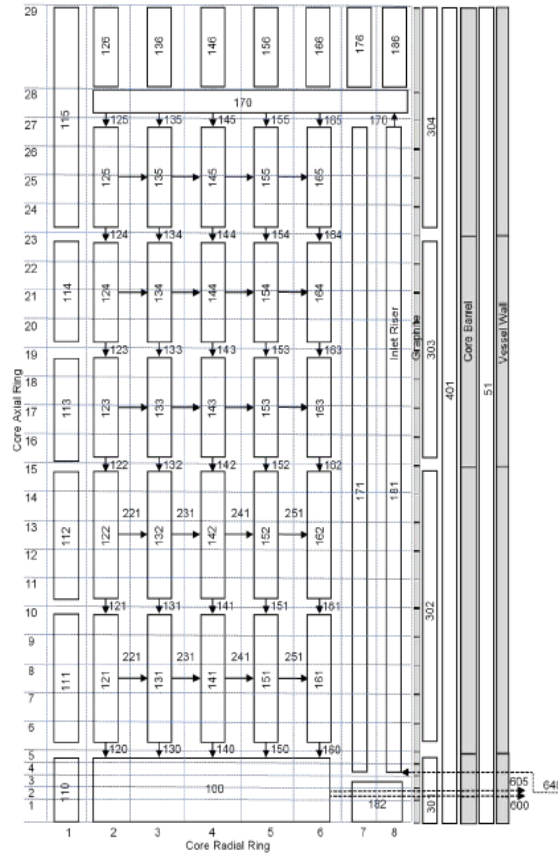 29
126 136 146 156 166 176 186
28
170
115
27 125 135 145 155 165 170
304
26
25 125 135 145 155 165
24
23 124 134 144 154 164
22
21 114 124 134 144 154 164
20
Inlet Riser
Graphite
303
401
Core Barrel
51
Vessel Wall
19 123 133 143 153 163
18
Core Axial Ring
17 113 123 133 143 153 163
16
15 122 132 142 152 162
14
171 181
221 231 241 251
13 112 122 132 142 152 162
12
11
302
10 121 131 141 151 161
9
221 231 241 251
8 111 121 131 141 151 161
7
6
5 120 130 140 150 160
4
3 110 100 605
2
301
1 182 600
1 2 3 4 5 6 7 8
Core Radial Ring